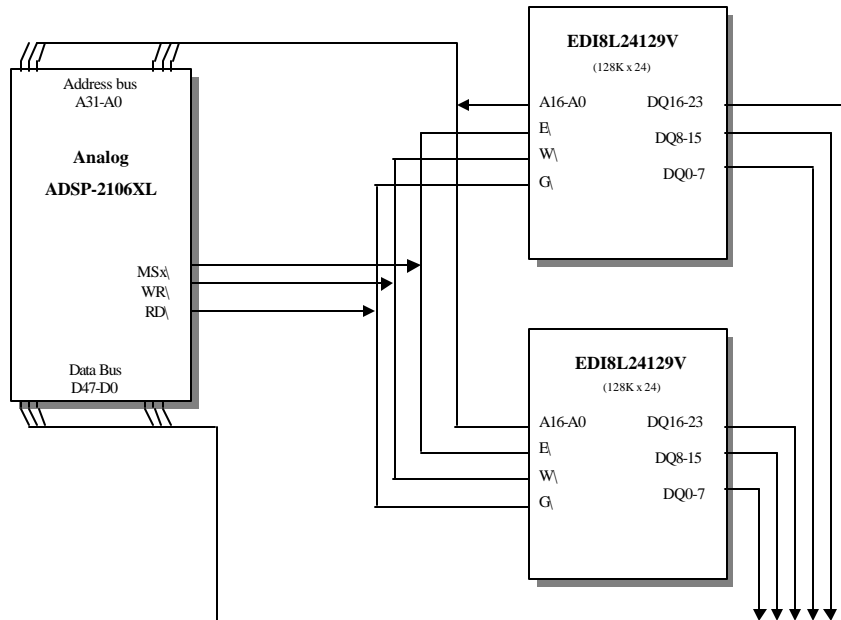 Address bus
A31-A0
Analog
ADSP-2106XL
MSx\
WR\
RD\
Data Bus
D47-D0
EDI8L24129V
(128K x 24)
A16-A0 DQ16-23
E\
DQ8-15
W\
DQ0-7
G\
EDI8L24129V
(128K x 24)
A16-A0 DQ16-23
E\
DQ8-15
W\
DQ0-7
G\